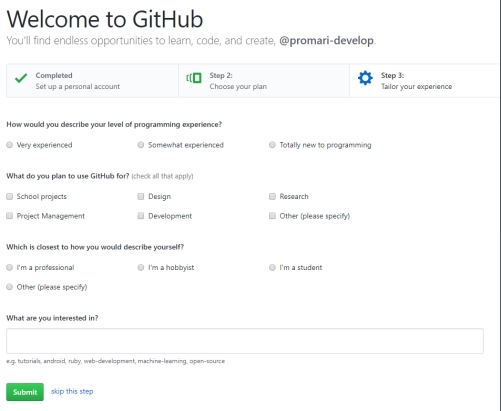 Welcome to GitHub
You'll find endless opportunities to learn, code, and create, @promari-develop.
Completed
Set up a personal account
Step 2:
Choose your plan
Step 3:
Tailor your experience
How would you describe your level of programming experience?
Very experienced Somewhat experienced Totally new to programming
What do you plan to use GitHub for? (check all that apply)
School projects Design Research
Project Management Development Other (please specify)
Which is closest to how you would describe yourself?
I'm a professional I'm a hobbyist I'm a student
Other (please specify)
What are you interested in?
e.g. tutorials, android, ruby, web-development, machine-learning, open-source
Submit skip this step